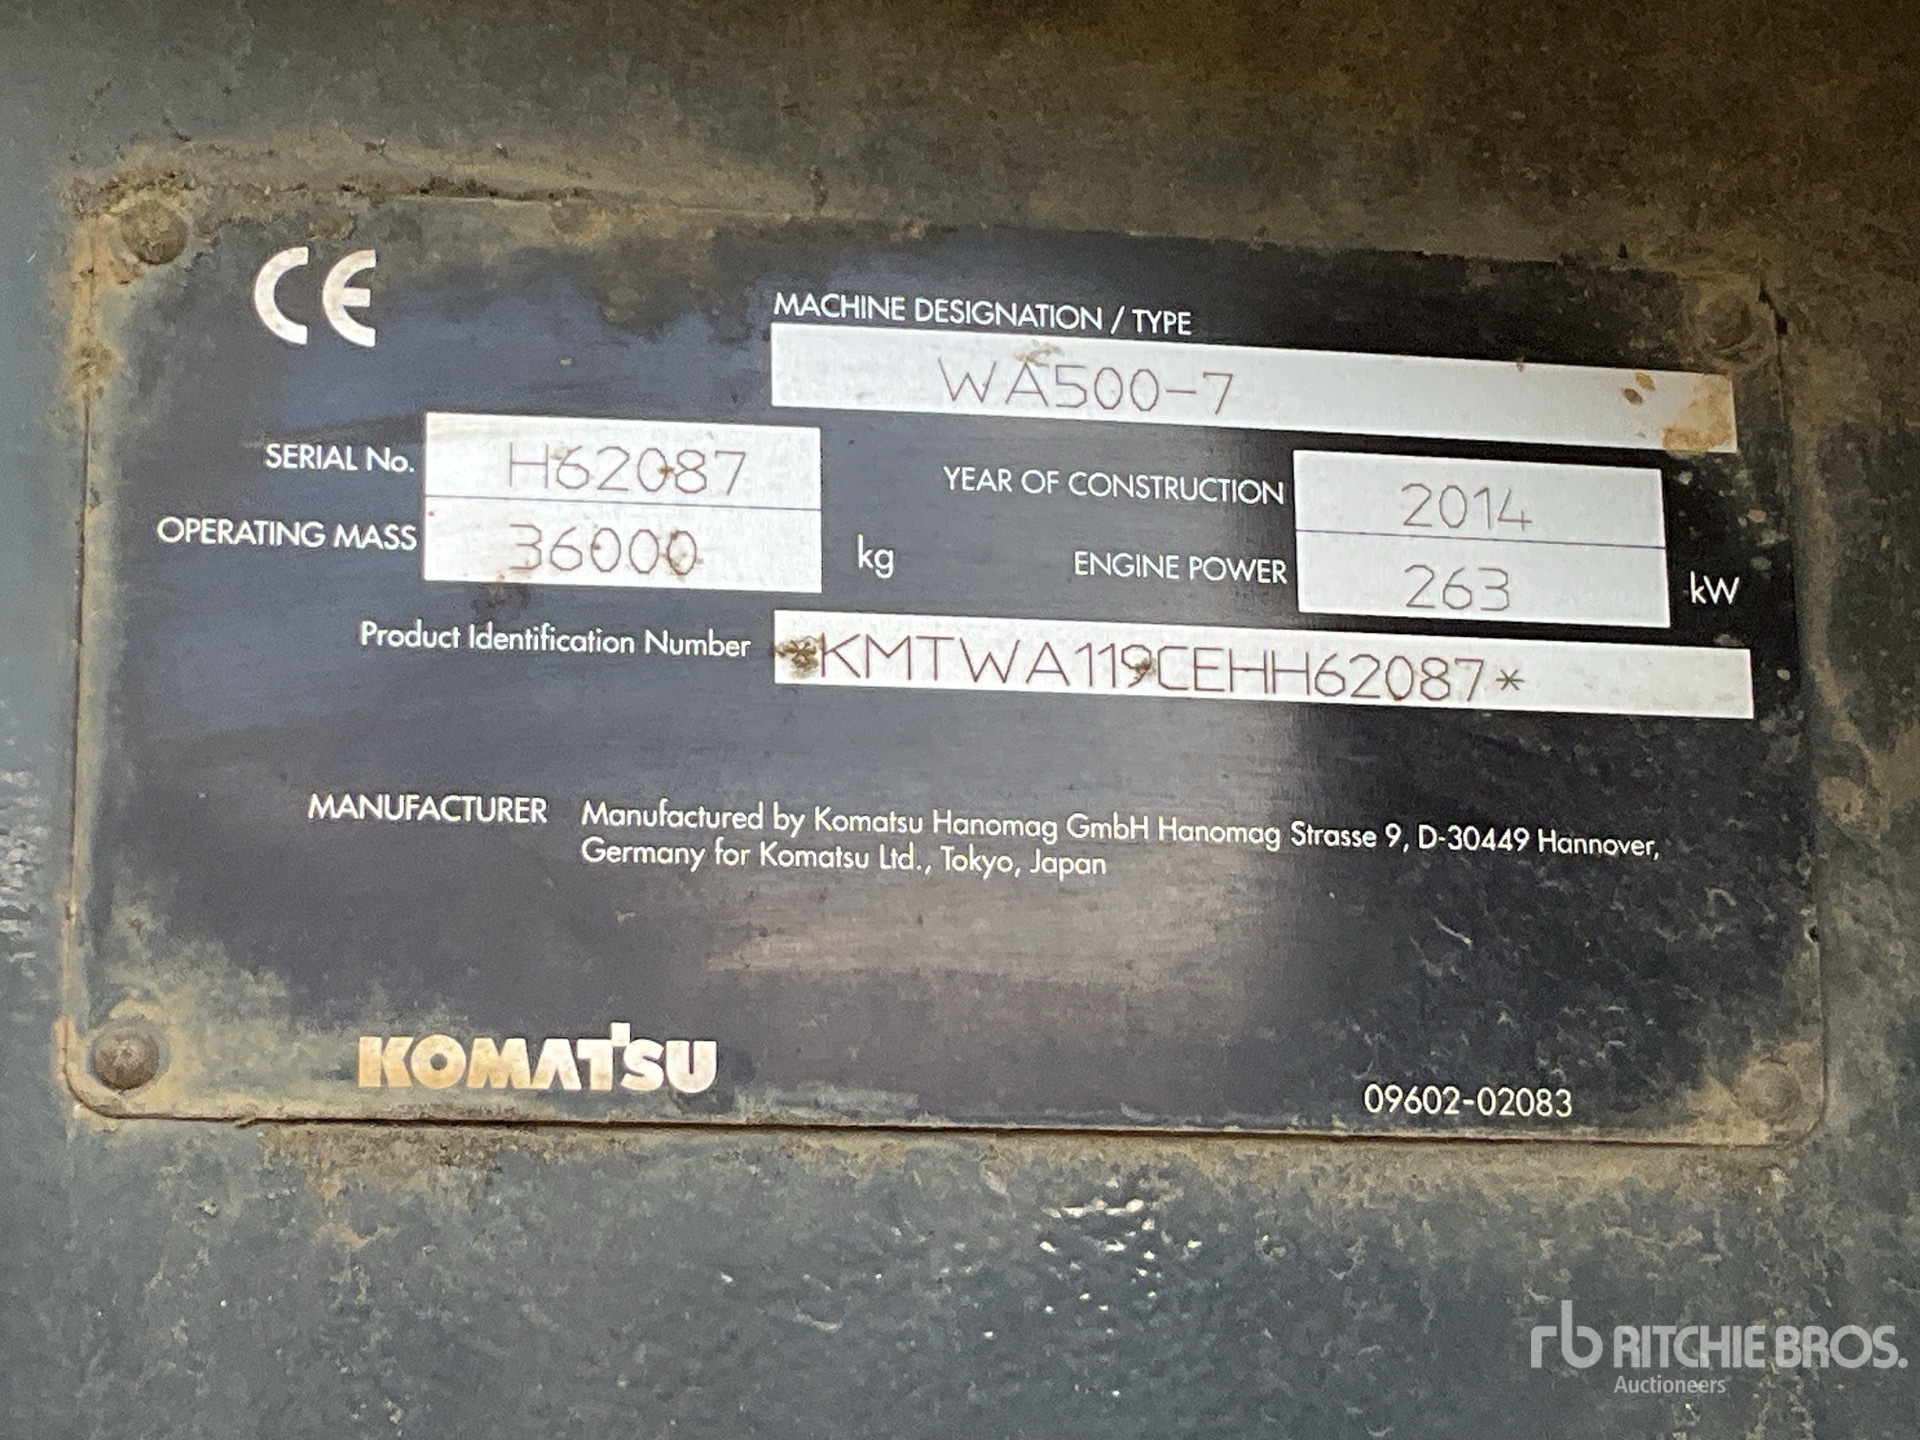 CE
MACHINE DESIGNATION / TYPE
WA500-7
SERIAL No. H62087
YEAR OF CONSTRUCTION 2014
OPERATING MASS 36000 kg
ENGINE POWER 263 kW
Product Identification Number *KMTWA119CEHH62087*
MANUFACTURER Manufactured by Komatsu Hanomag GmbH Hanomag Strasse 9, D-30449 Hannover,
Germany for Komatsu Ltd., Tokyo, Japan
KOMATSU
09602-02083
rb RITCHIE BROS.
Auctioneers